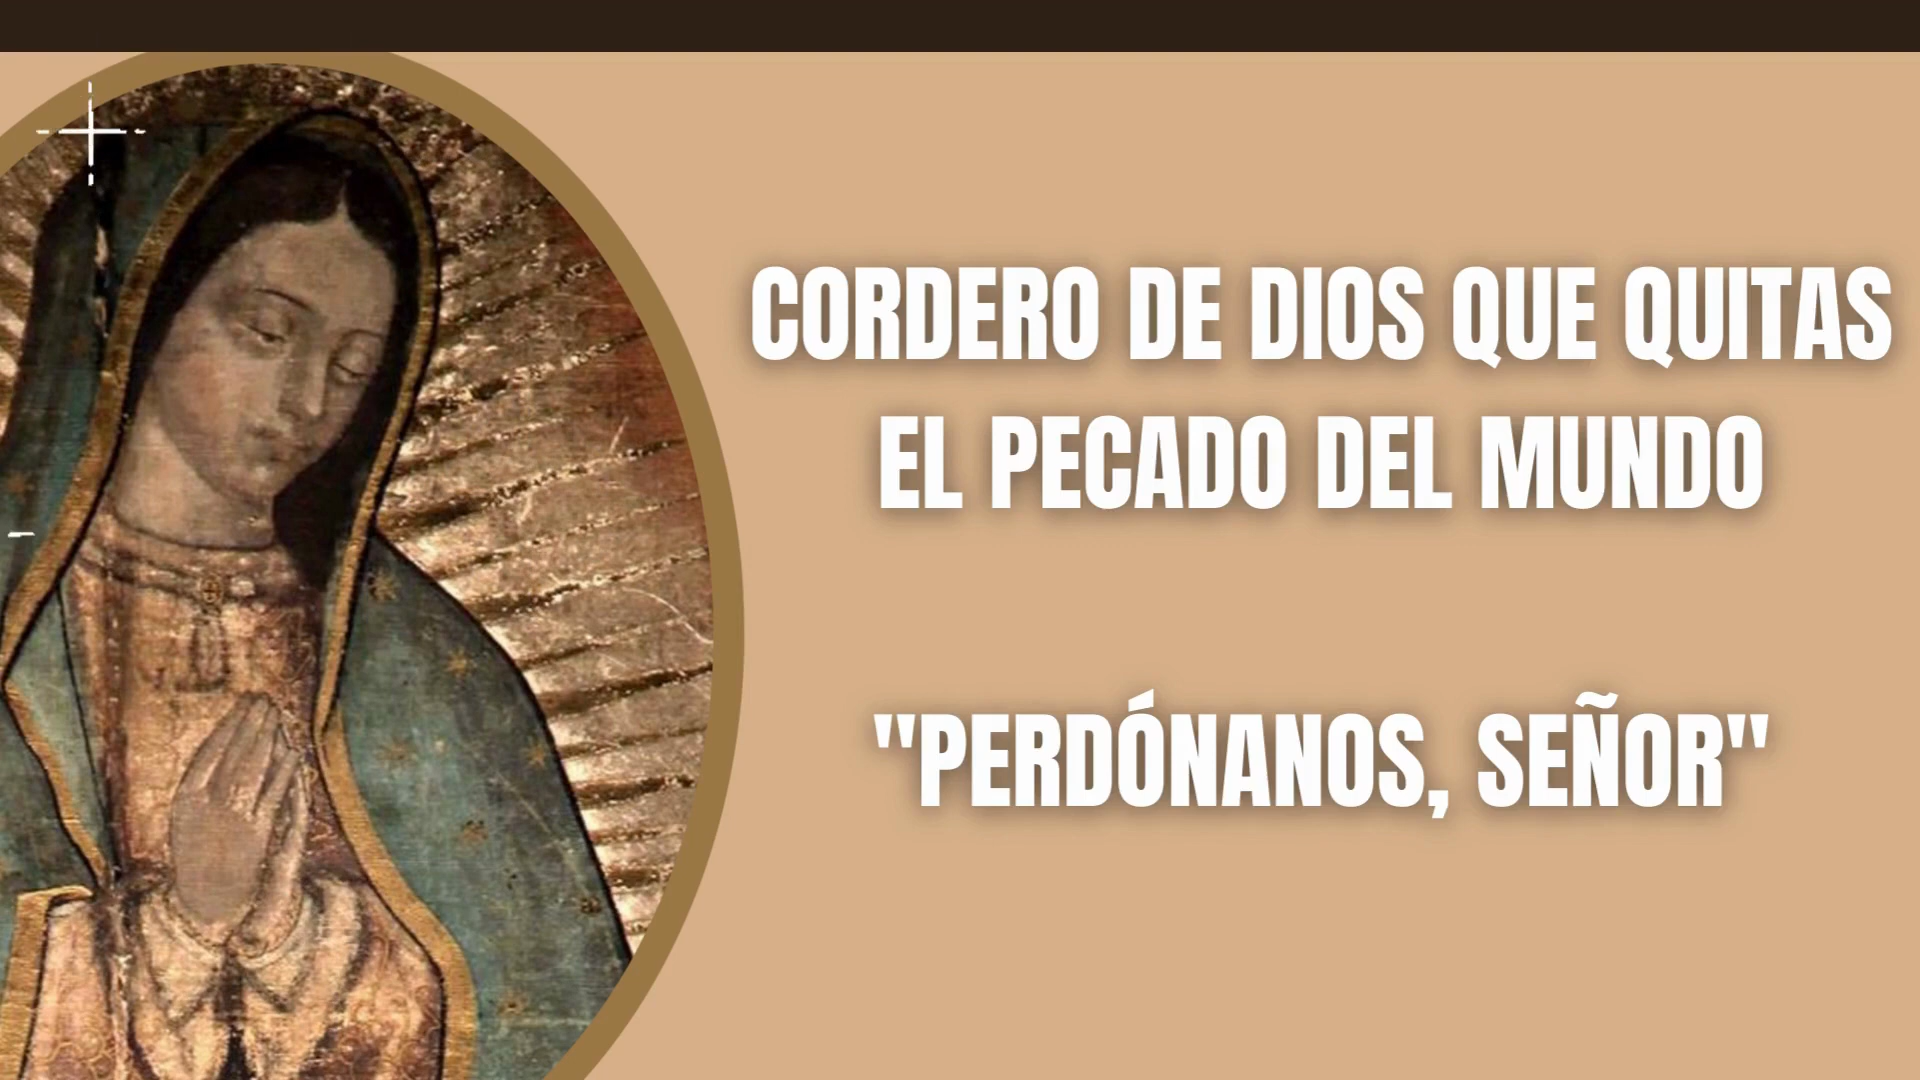 CORDERO DE DIOS QUE QUITAS
EL PECADO DEL MUNDO
"PERDÓNANOS, SEÑOR"